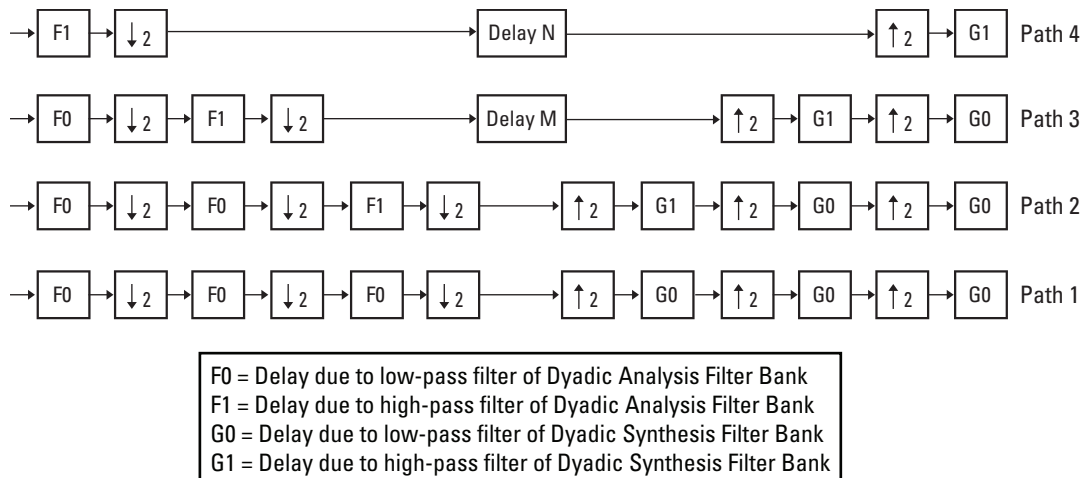 F1 ↓2 Delay N ↑2 G1 Path 4
F0 ↓2 F1 ↓2 Delay M ↑2 G1 ↑2 G0 Path 3
F0 ↓2 F0 ↓2 F1 ↓2 ↑2 G1 ↑2 G0 ↑2 G0 Path 2
F0 ↓2 F0 ↓2 F0 ↓2 ↑2 G0 ↑2 G0 ↑2 G0 Path 1
F0 = Delay due to low-pass filter of Dyadic Analysis Filter Bank
F1 = Delay due to high-pass filter of Dyadic Analysis Filter Bank
G0 = Delay due to low-pass filter of Dyadic Synthesis Filter Bank
G1 = Delay due to high-pass filter of Dyadic Synthesis Filter Bank